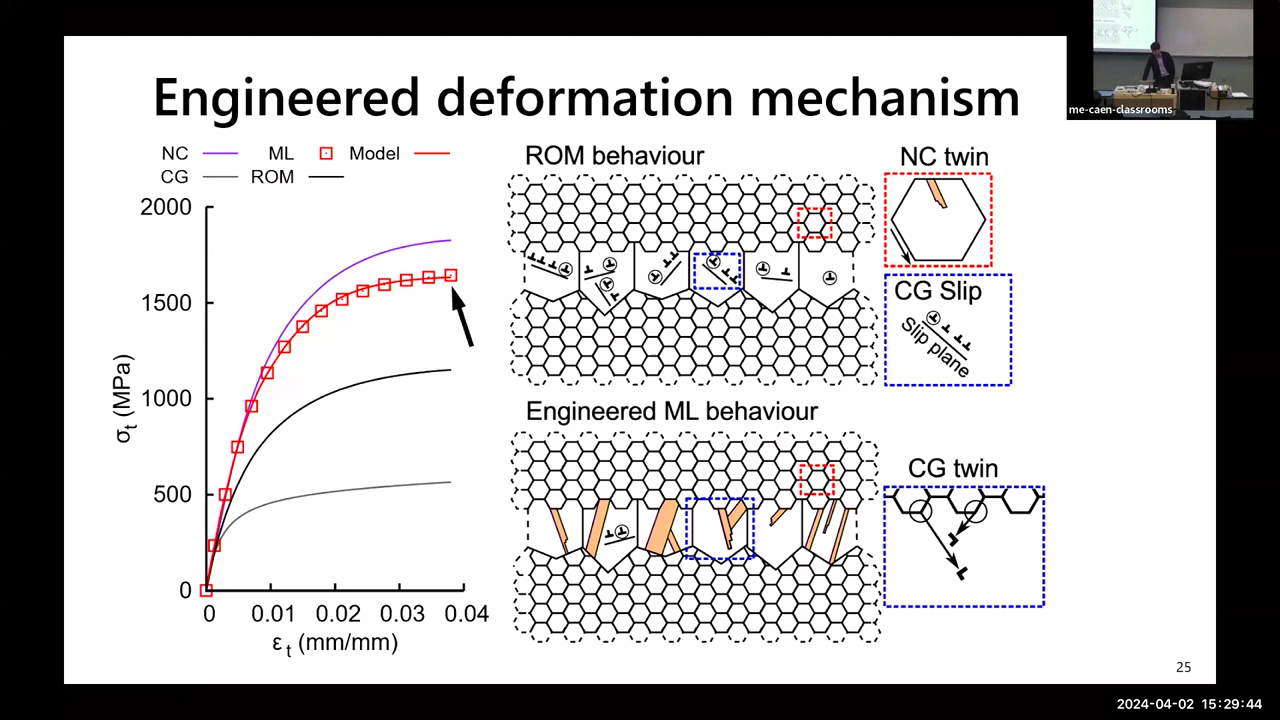 Engineered deformation mechanism
me-caen-classrooms
NC ML Model
CG ROM
2000
1500
1000
500
0
σt (MPa)
0 0.01 0.02 0.03 0.04
εt (mm/mm)
ROM behaviour
NC twin
CG Slip
Slip plane
Engineered ML behaviour
CG twin
25
2024-04-02 15:29:44